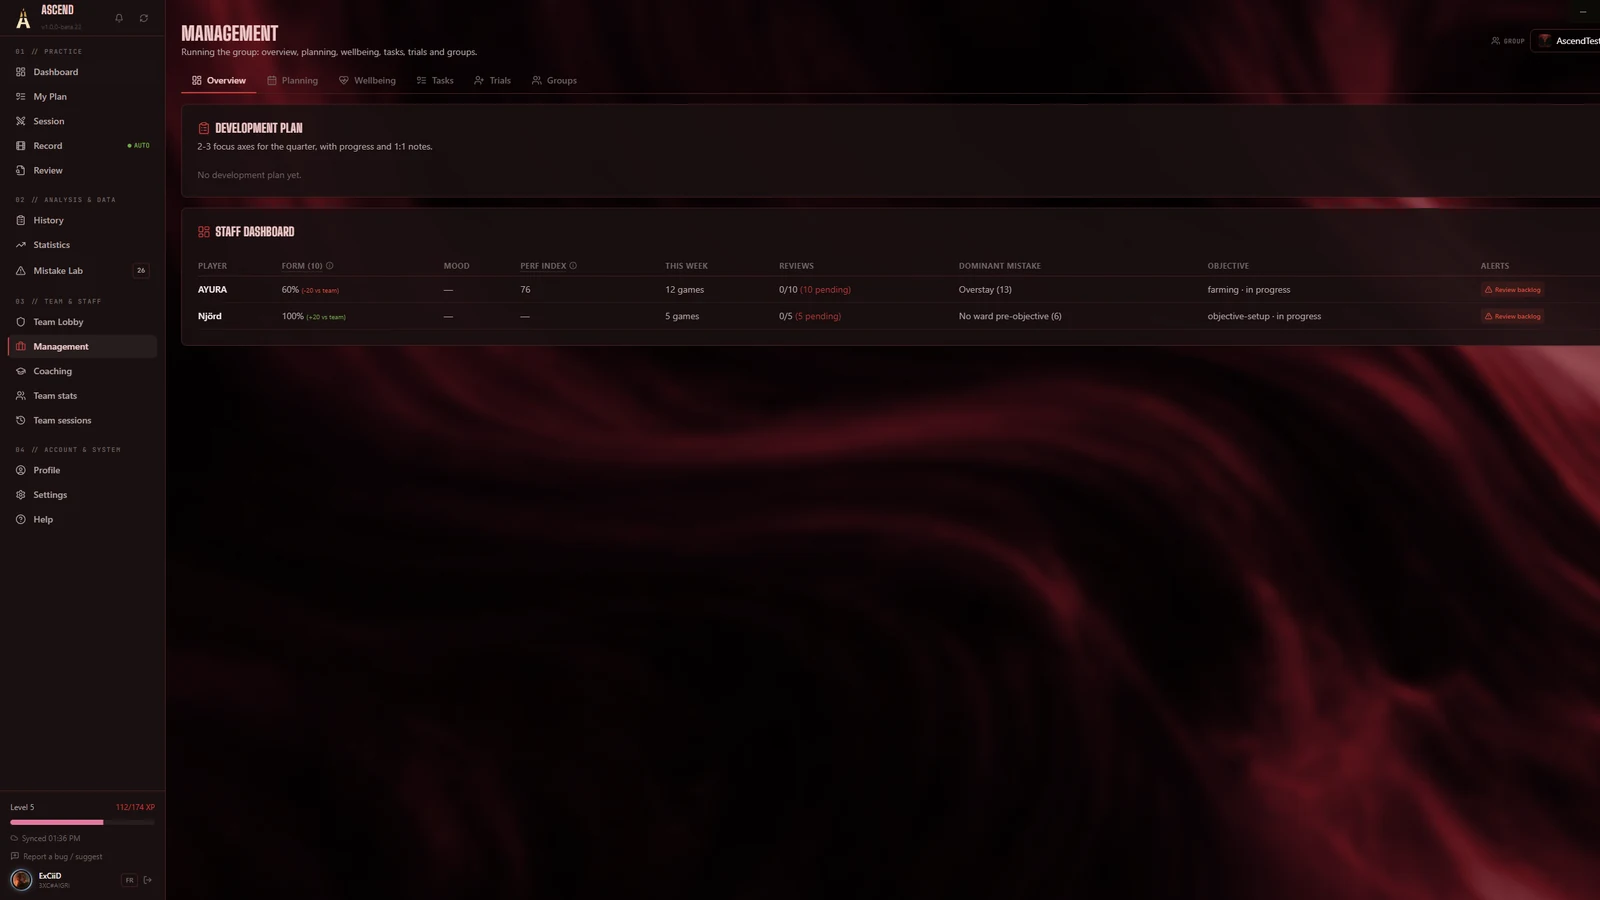 ASCEND
v1.0.0-beta.22
01 // PRACTICE
Dashboard
My Plan
Session
Record
AUTO
Review
02 // ANALYSIS & DATA
History
Statistics
Mistake Lab
26
03 // TEAM & STAFF
Team Lobby
Management
Coaching
Team stats
Team sessions
04 // ACCOUNT & SYSTEM
Profile
Settings
Help
Level 5
112/174 XP
Synced 01:36 PM
Report a bug / suggest
ExCiiD
FR
MANAGEMENT
Running the group: overview, planning, wellbeing, tasks, trials and groups.
GROUP
AscendTest
Overview Planning Wellbeing Tasks Trials Groups
DEVELOPMENT PLAN
2-3 focus axes for the quarter, with progress and 1:1 notes.
No development plan yet.
STAFF DASHBOARD
PLAYER FORM (10) MOOD PERF INDEX THIS WEEK REVIEWS DOMINANT MISTAKE OBJECTIVE ALERTS
AYURA 60% (-20 vs team) — 76 12 games 0/10 (10 pending) Overstay (13) farming · in progress Review backlog
Njörd 100% (+20 vs team) — — 5 games 0/5 (5 pending) No ward pre-objective (6) objective-setup · in progress Review backlog